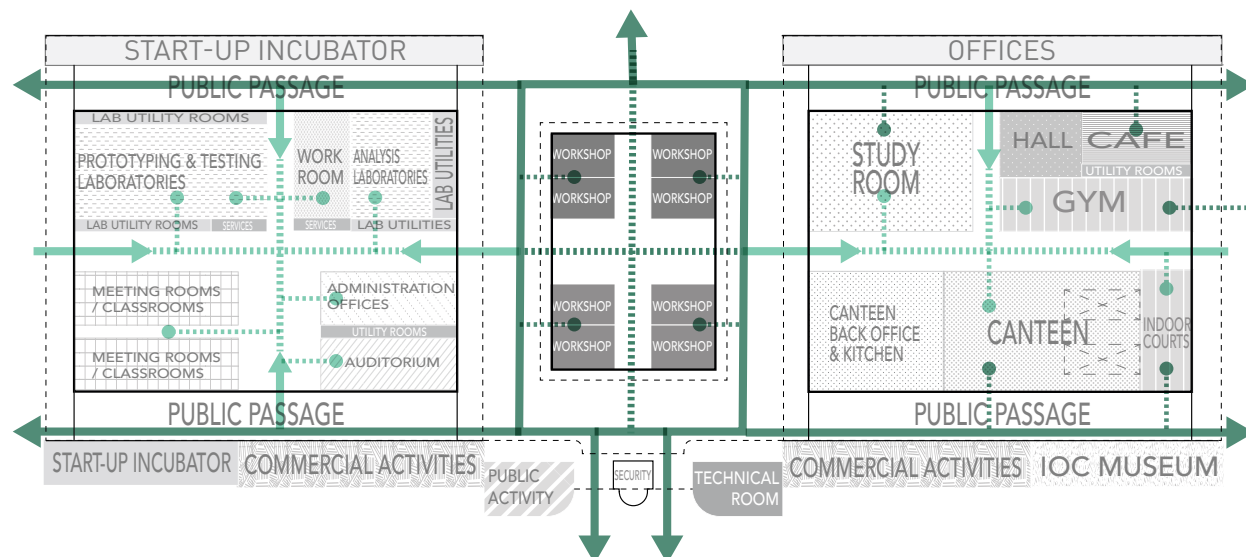 START-UP INCUBATOR
OFFICES
PUBLIC PASSAGE
PUBLIC PASSAGE
LAB UTILITY ROOMS
PROTOTYPING & TESTING
LABORATORIES
WORK
ROOM
ANALYSIS
LABORATORIES
LAB UTILITIES
LAB UTILITY ROOMS
SERVICES
SERVICES
LAB UTILITIES
WORKSHOP
WORKSHOP
WORKSHOP
WORKSHOP
STUDY
ROOM
HALL
CAFE
UTILITY ROOMS
GYM
MEETING ROOMS
/ CLASSROOMS
ADMINISTRATION
OFFICES
UTILITY ROOMS
MEETING ROOMS
/ CLASSROOMS
AUDITORIUM
WORKSHOP
WORKSHOP
WORKSHOP
WORKSHOP
CANTEEN
BACK OFFICE
& KITCHEN
CANTEEN
INDOOR
COURTS
PUBLIC PASSAGE
PUBLIC PASSAGE
START-UP INCUBATOR
COMMERCIAL ACTIVITIES
PUBLIC
ACTIVITY
SECURITY
TECHNICAL
ROOM
COMMERCIAL ACTIVITIES
IOC MUSEUM